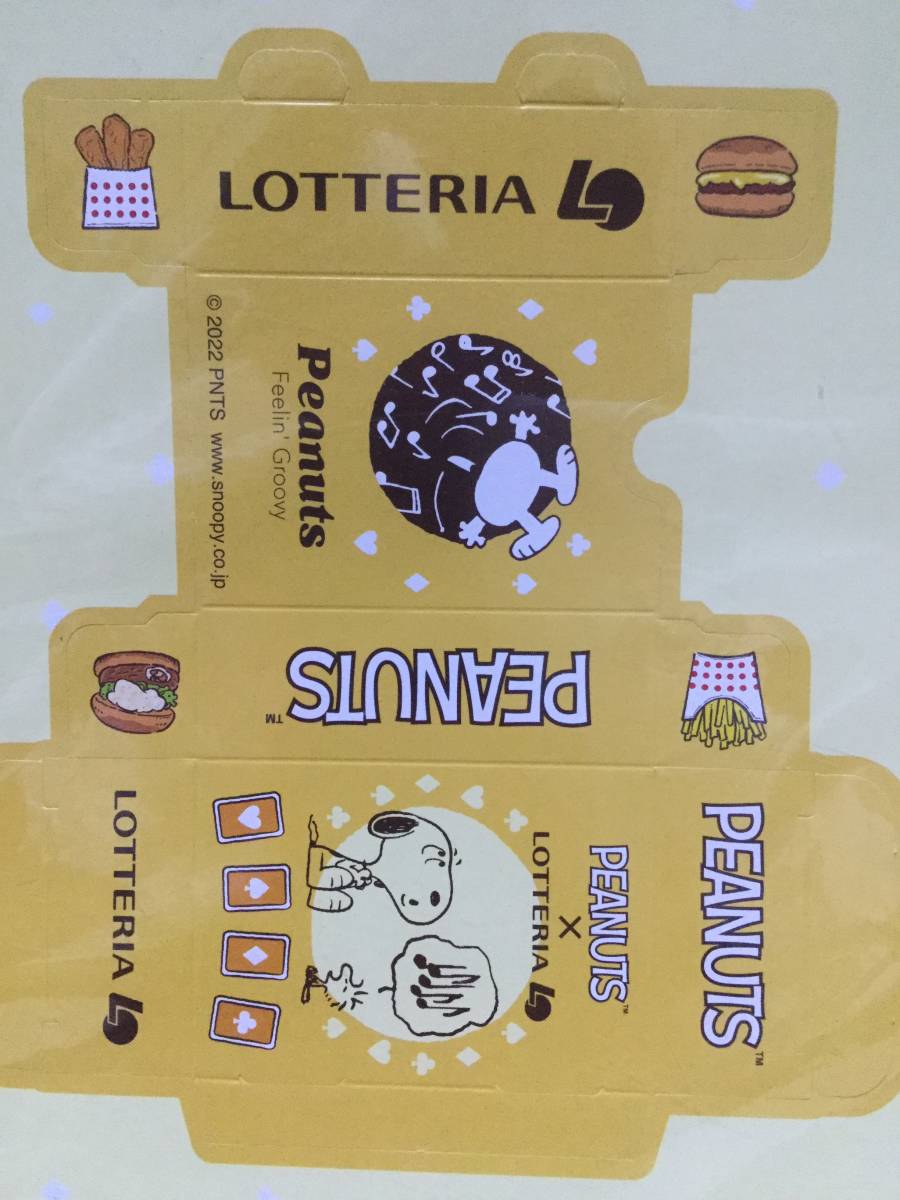 LOTTERIA
Peanuts
Feelin' Groovy
© 2022 PNTS www.snoopy.co.jp
PEANUTS™
PEANUTS™
PEANUTS™
×
LOTTERIA
LOTTERIA